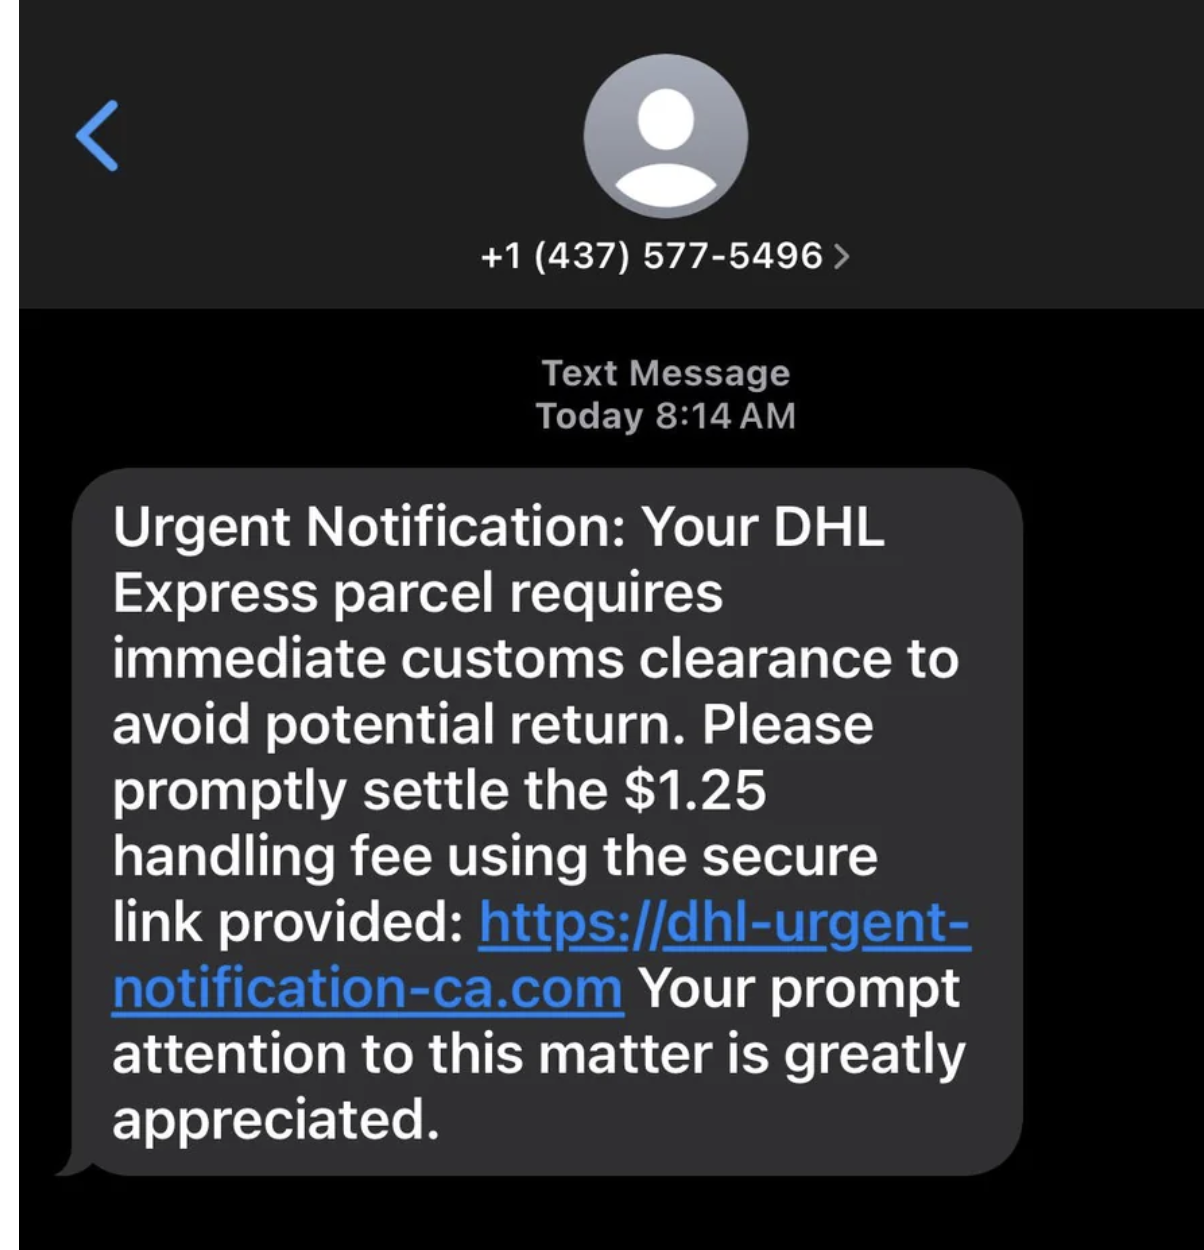 +1 (437) 577-5496
Text Message
Today 8:14 AM
Urgent Notification: Your DHL
Express parcel requires
immediate customs clearance to
avoid potential return. Please
promptly settle the $1.25
handling fee using the secure
link provided: https://dhl-urgent-
notification-ca.com Your prompt
attention to this matter is greatly
appreciated.